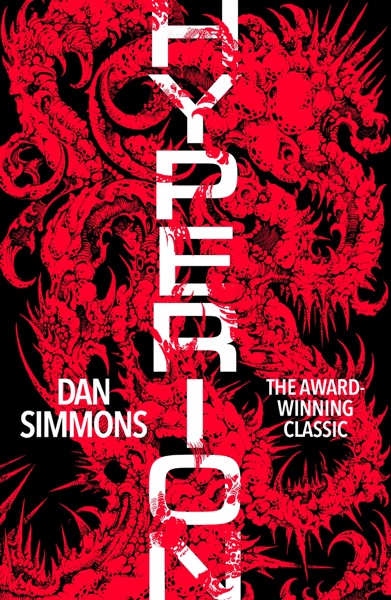 HYPERION
DAN
SIMMONS
THE AWARD-
WINNING
CLASSIC